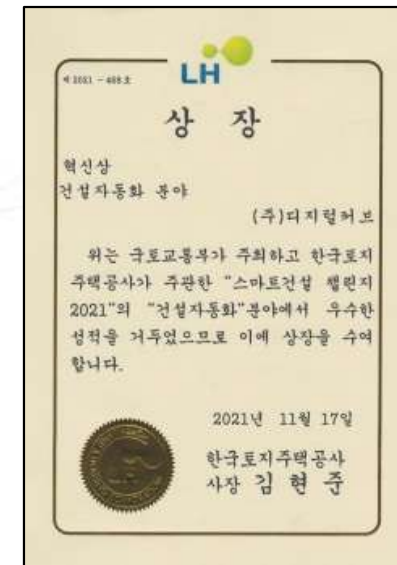 LH
제 2021 - 408 호
상 장
혁신상
건설자동화 분야
(주)디지털커브
위는 국토교통부가 주최하고 한국토지
주택공사가 주관한 "스마트건설 챌린지
2021"의 "건설자동화"분야에서 우수한
성적을 거두었으므로 이에 상장을 수여
합니다.
2021년 11월 17일
한국토지주택공사
사장 김 현 준